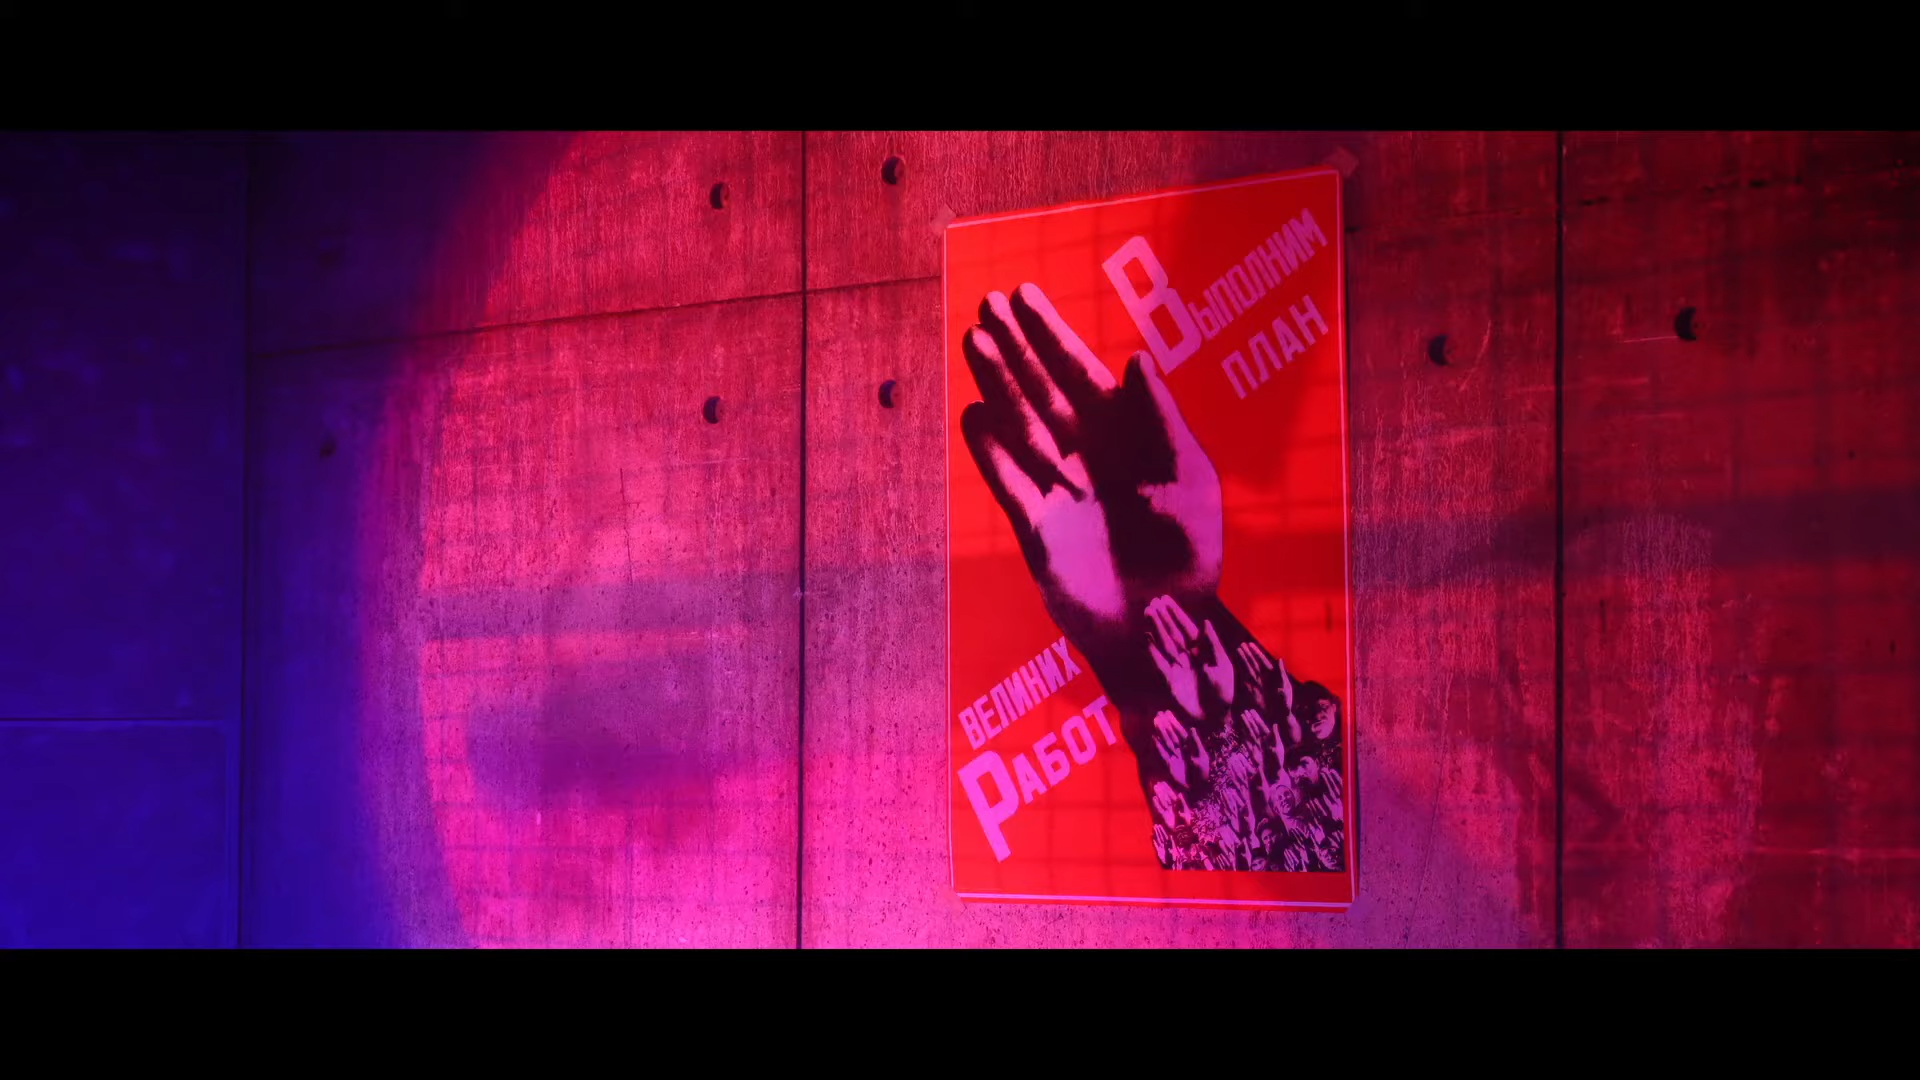 Выполним
план
великих
Работ